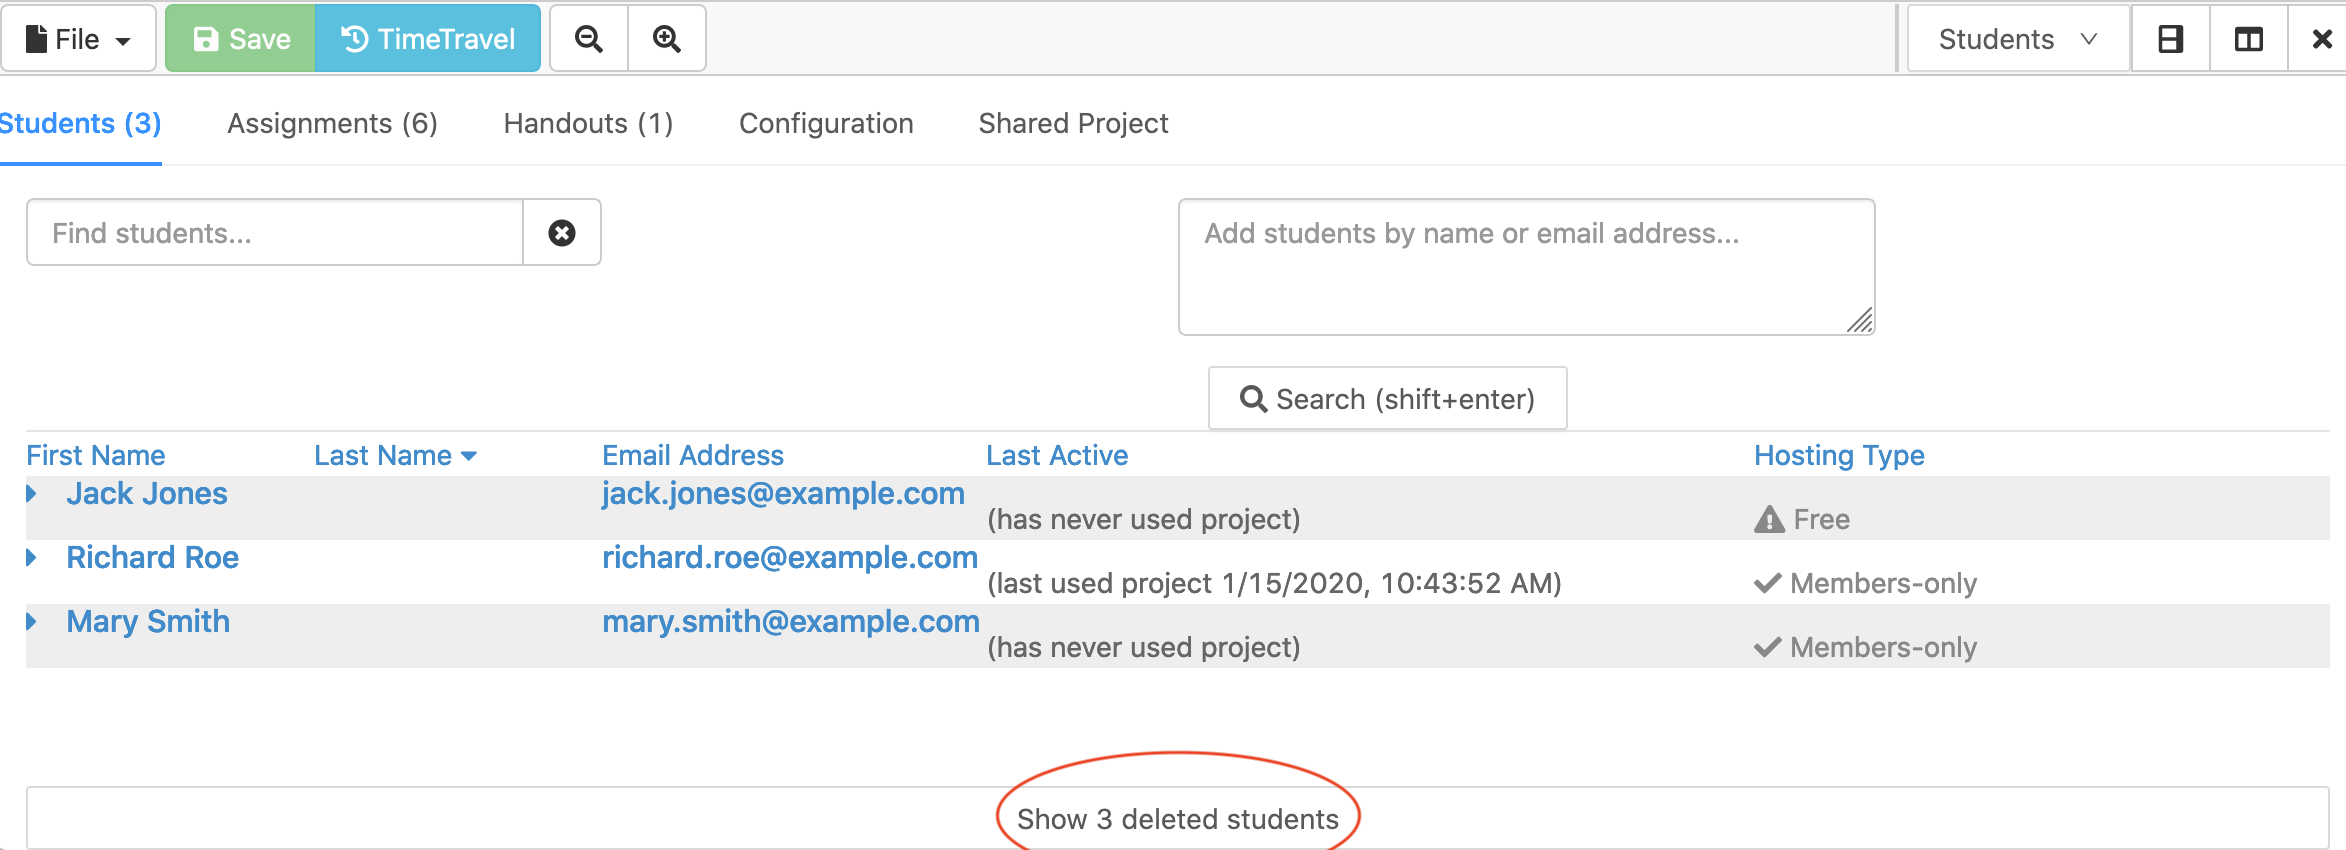 File Save TimeTravel Students
Students (3) Assignments (6) Handouts (1) Configuration Shared Project
Find students... Add students by name or email address...
Search (shift+enter)
First Name Last Name Email Address Last Active Hosting Type
Jack Jones jack.jones@example.com (has never used project) Free
Richard Roe richard.roe@example.com (last used project 1/15/2020, 10:43:52 AM) Members-only
Mary Smith mary.smith@example.com (has never used project) Members-only
Show 3 deleted students